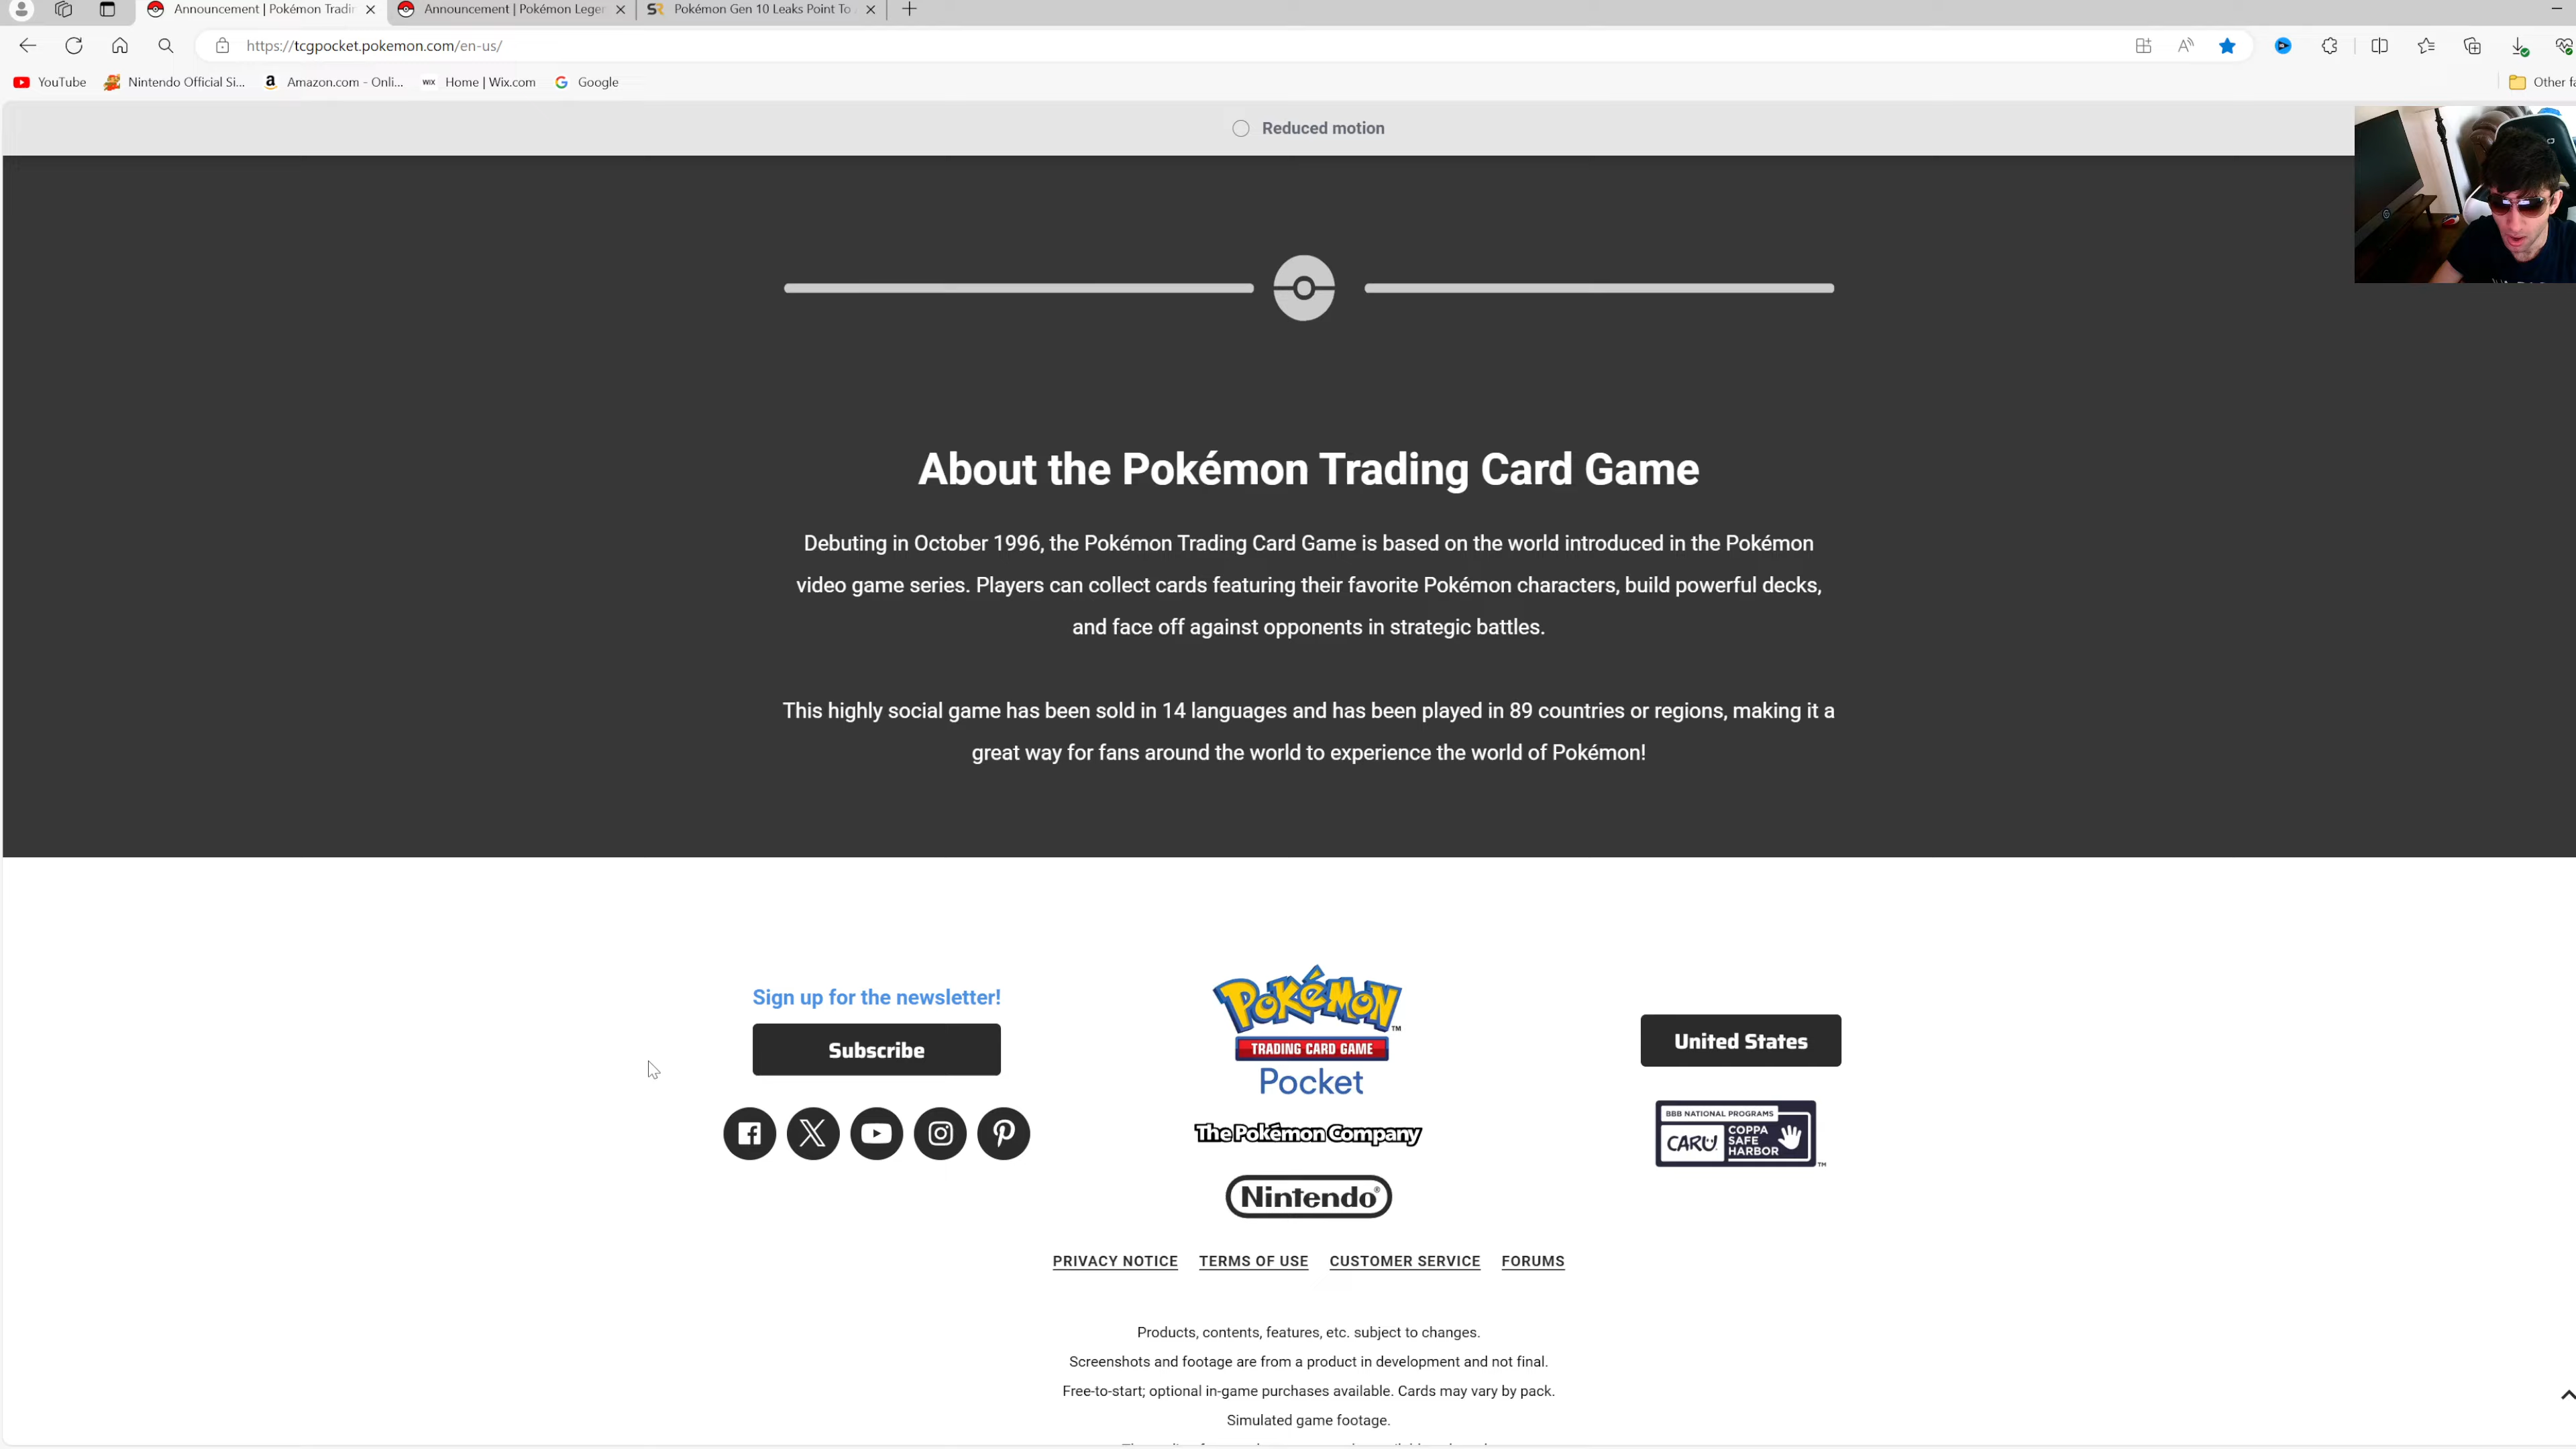 Announcement | Pokémon Tradin
Announcement | Pokémon Legen
SR Pokémon Gen 10 Leaks Point To
https://tcgpocket.pokemon.com/en-us/
YouTube
Nintendo Official Si...
Amazon.com - Onli...
WIX Home | Wix.com
Google
Other fa
Reduced motion
About the Pokémon Trading Card Game
Debuting in October 1996, the Pokémon Trading Card Game is based on the world introduced in the Pokémon
video game series. Players can collect cards featuring their favorite Pokémon characters, build powerful decks,
and face off against opponents in strategic battles.
This highly social game has been sold in 14 languages and has been played in 89 countries or regions, making it a
great way for fans around the world to experience the world of Pokémon!
Sign up for the newsletter!
Subscribe
POKéMON™
TRADING CARD GAME
Pocket
The Pokémon Company
Nintendo®
United States
BBB NATIONAL PROGRAMS
CARU
COPPA
SAFE
HARBOR™
PRIVACY NOTICE TERMS OF USE CUSTOMER SERVICE FORUMS
Products, contents, features, etc. subject to changes.
Screenshots and footage are from a product in development and not final.
Free-to-start; optional in-game purchases available. Cards may vary by pack.
Simulated game footage.